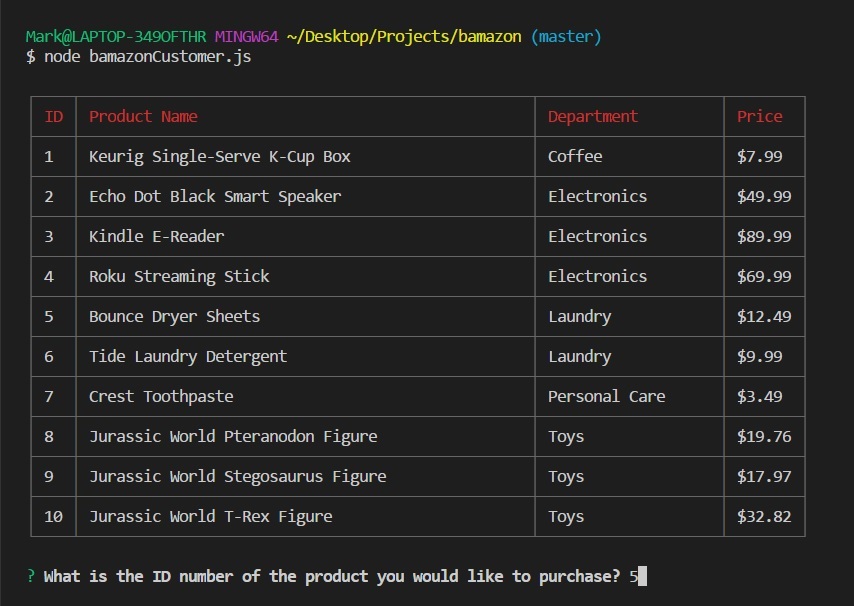 Mark@LAPTOP-349OFTHR MINGW64 ~/Desktop/Projects/bamazon (master)
$ node bamazonCustomer.js
ID Product Name Department Price
1 Keurig Single-Serve K-Cup Box Coffee $7.99
2 Echo Dot Black Smart Speaker Electronics $49.99
3 Kindle E-Reader Electronics $89.99
4 Roku Streaming Stick Electronics $69.99
5 Bounce Dryer Sheets Laundry $12.49
6 Tide Laundry Detergent Laundry $9.99
7 Crest Toothpaste Personal Care $3.49
8 Jurassic World Pteranodon Figure Toys $19.76
9 Jurassic World Stegosaurus Figure Toys $17.97
10 Jurassic World T-Rex Figure Toys $32.82
? What is the ID number of the product you would like to purchase? 5